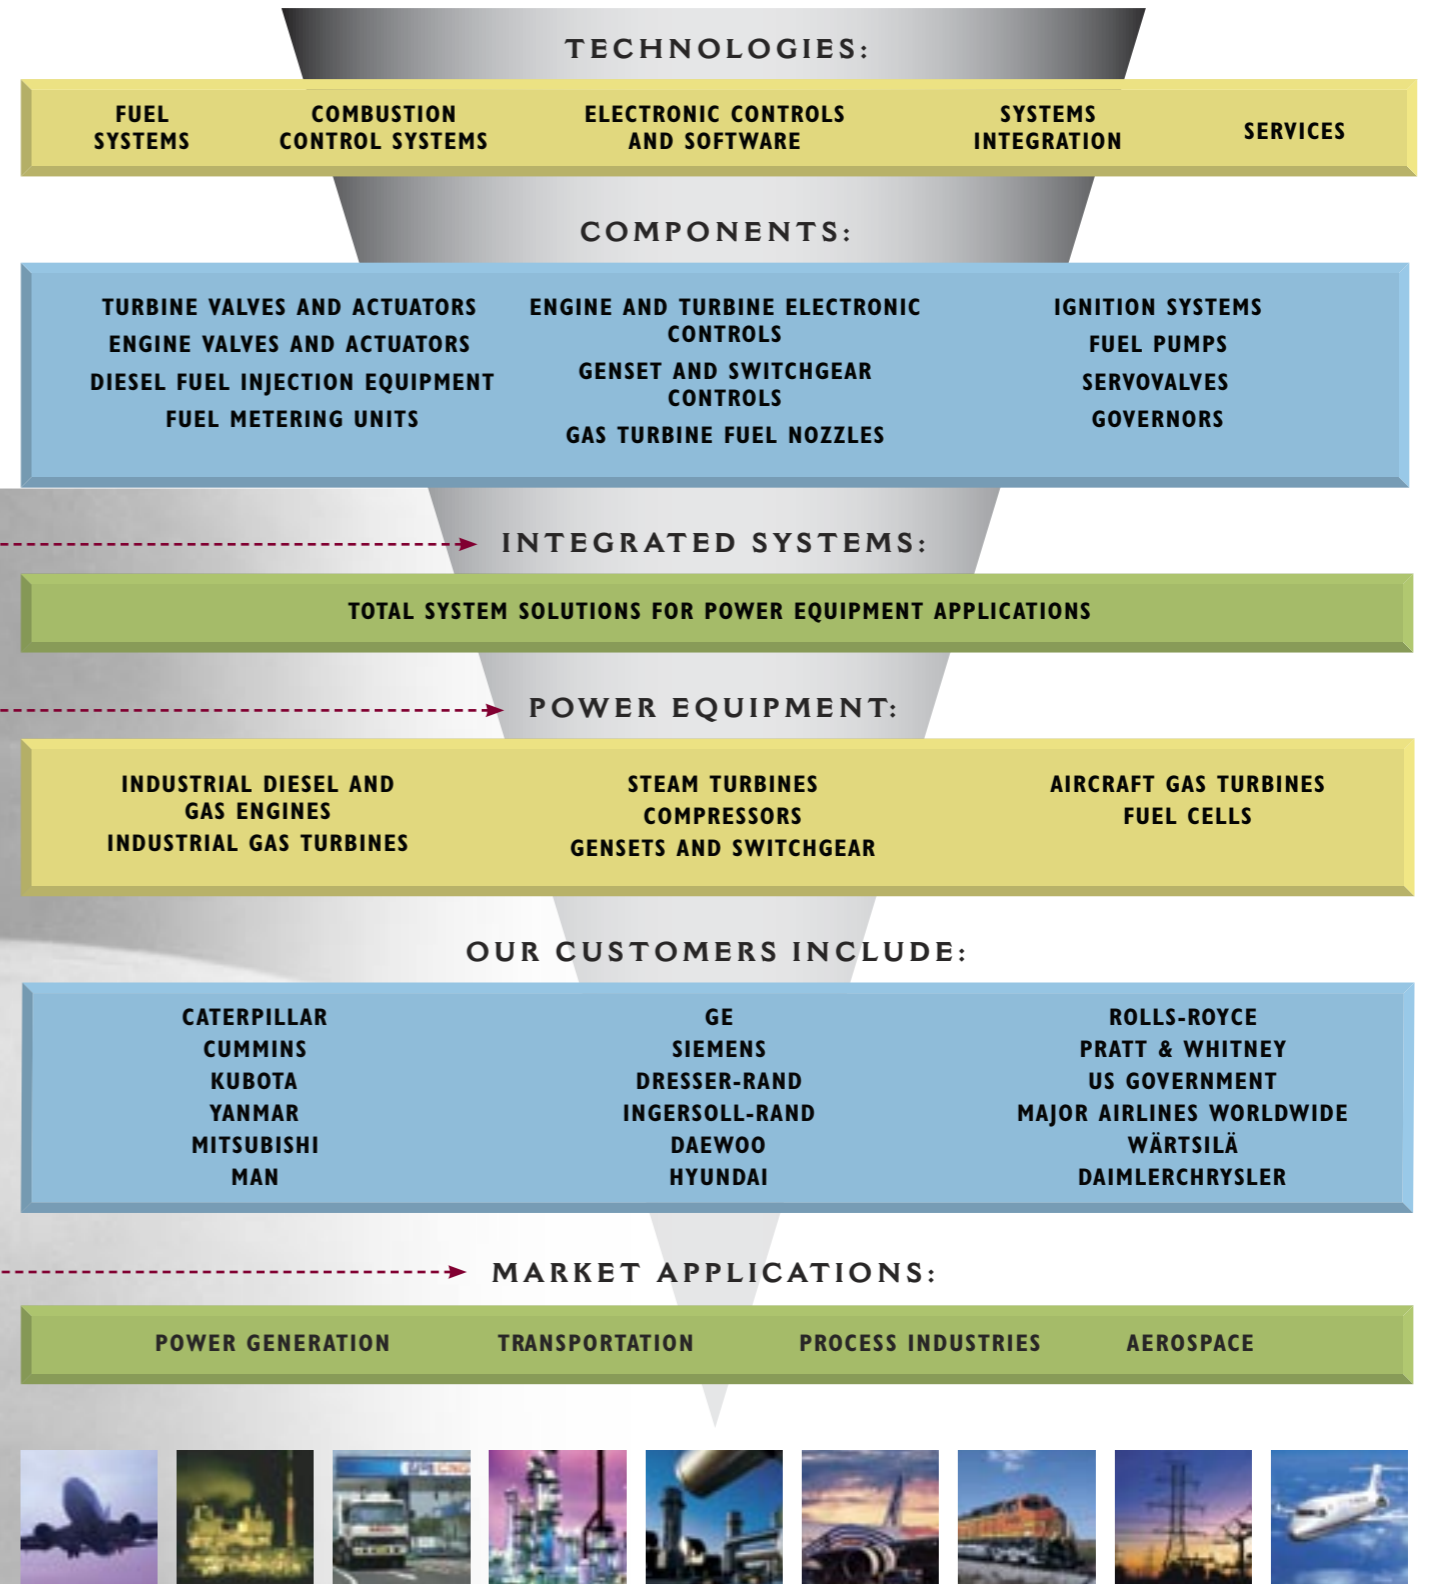 TECHNOLOGIES:
FUEL
SYSTEMS
COMBUSTION
CONTROL SYSTEMS
ELECTRONIC CONTROLS
AND SOFTWARE
SYSTEMS
INTEGRATION
SERVICES
COMPONENTS:
TURBINE VALVES AND ACTUATORS
ENGINE VALVES AND ACTUATORS
DIESEL FUEL INJECTION EQUIPMENT
FUEL METERING UNITS
ENGINE AND TURBINE ELECTRONIC
CONTROLS
GENSET AND SWITCHGEAR
CONTROLS
GAS TURBINE FUEL NOZZLES
IGNITION SYSTEMS
FUEL PUMPS
SERVOVALVES
GOVERNORS
INTEGRATED SYSTEMS:
TOTAL SYSTEM SOLUTIONS FOR POWER EQUIPMENT APPLICATIONS
POWER EQUIPMENT:
INDUSTRIAL DIESEL AND
GAS ENGINES
INDUSTRIAL GAS TURBINES
STEAM TURBINES
COMPRESSORS
GENSETS AND SWITCHGEAR
AIRCRAFT GAS TURBINES
FUEL CELLS
OUR CUSTOMERS INCLUDE:
CATERPILLAR
CUMMINS
KUBOTA
YANMAR
MITSUBISHI
MAN
GE
SIEMENS
DRESSER-RAND
INGERSOLL-RAND
DAEWOO
HYUNDAI
ROLLS-ROYCE
PRATT & WHITNEY
US GOVERNMENT
MAJOR AIRLINES WORLDWIDE
WÄRTSILÄ
DAIMLERCHRYSLER
MARKET APPLICATIONS:
POWER GENERATION
TRANSPORTATION
PROCESS INDUSTRIES
AEROSPACE